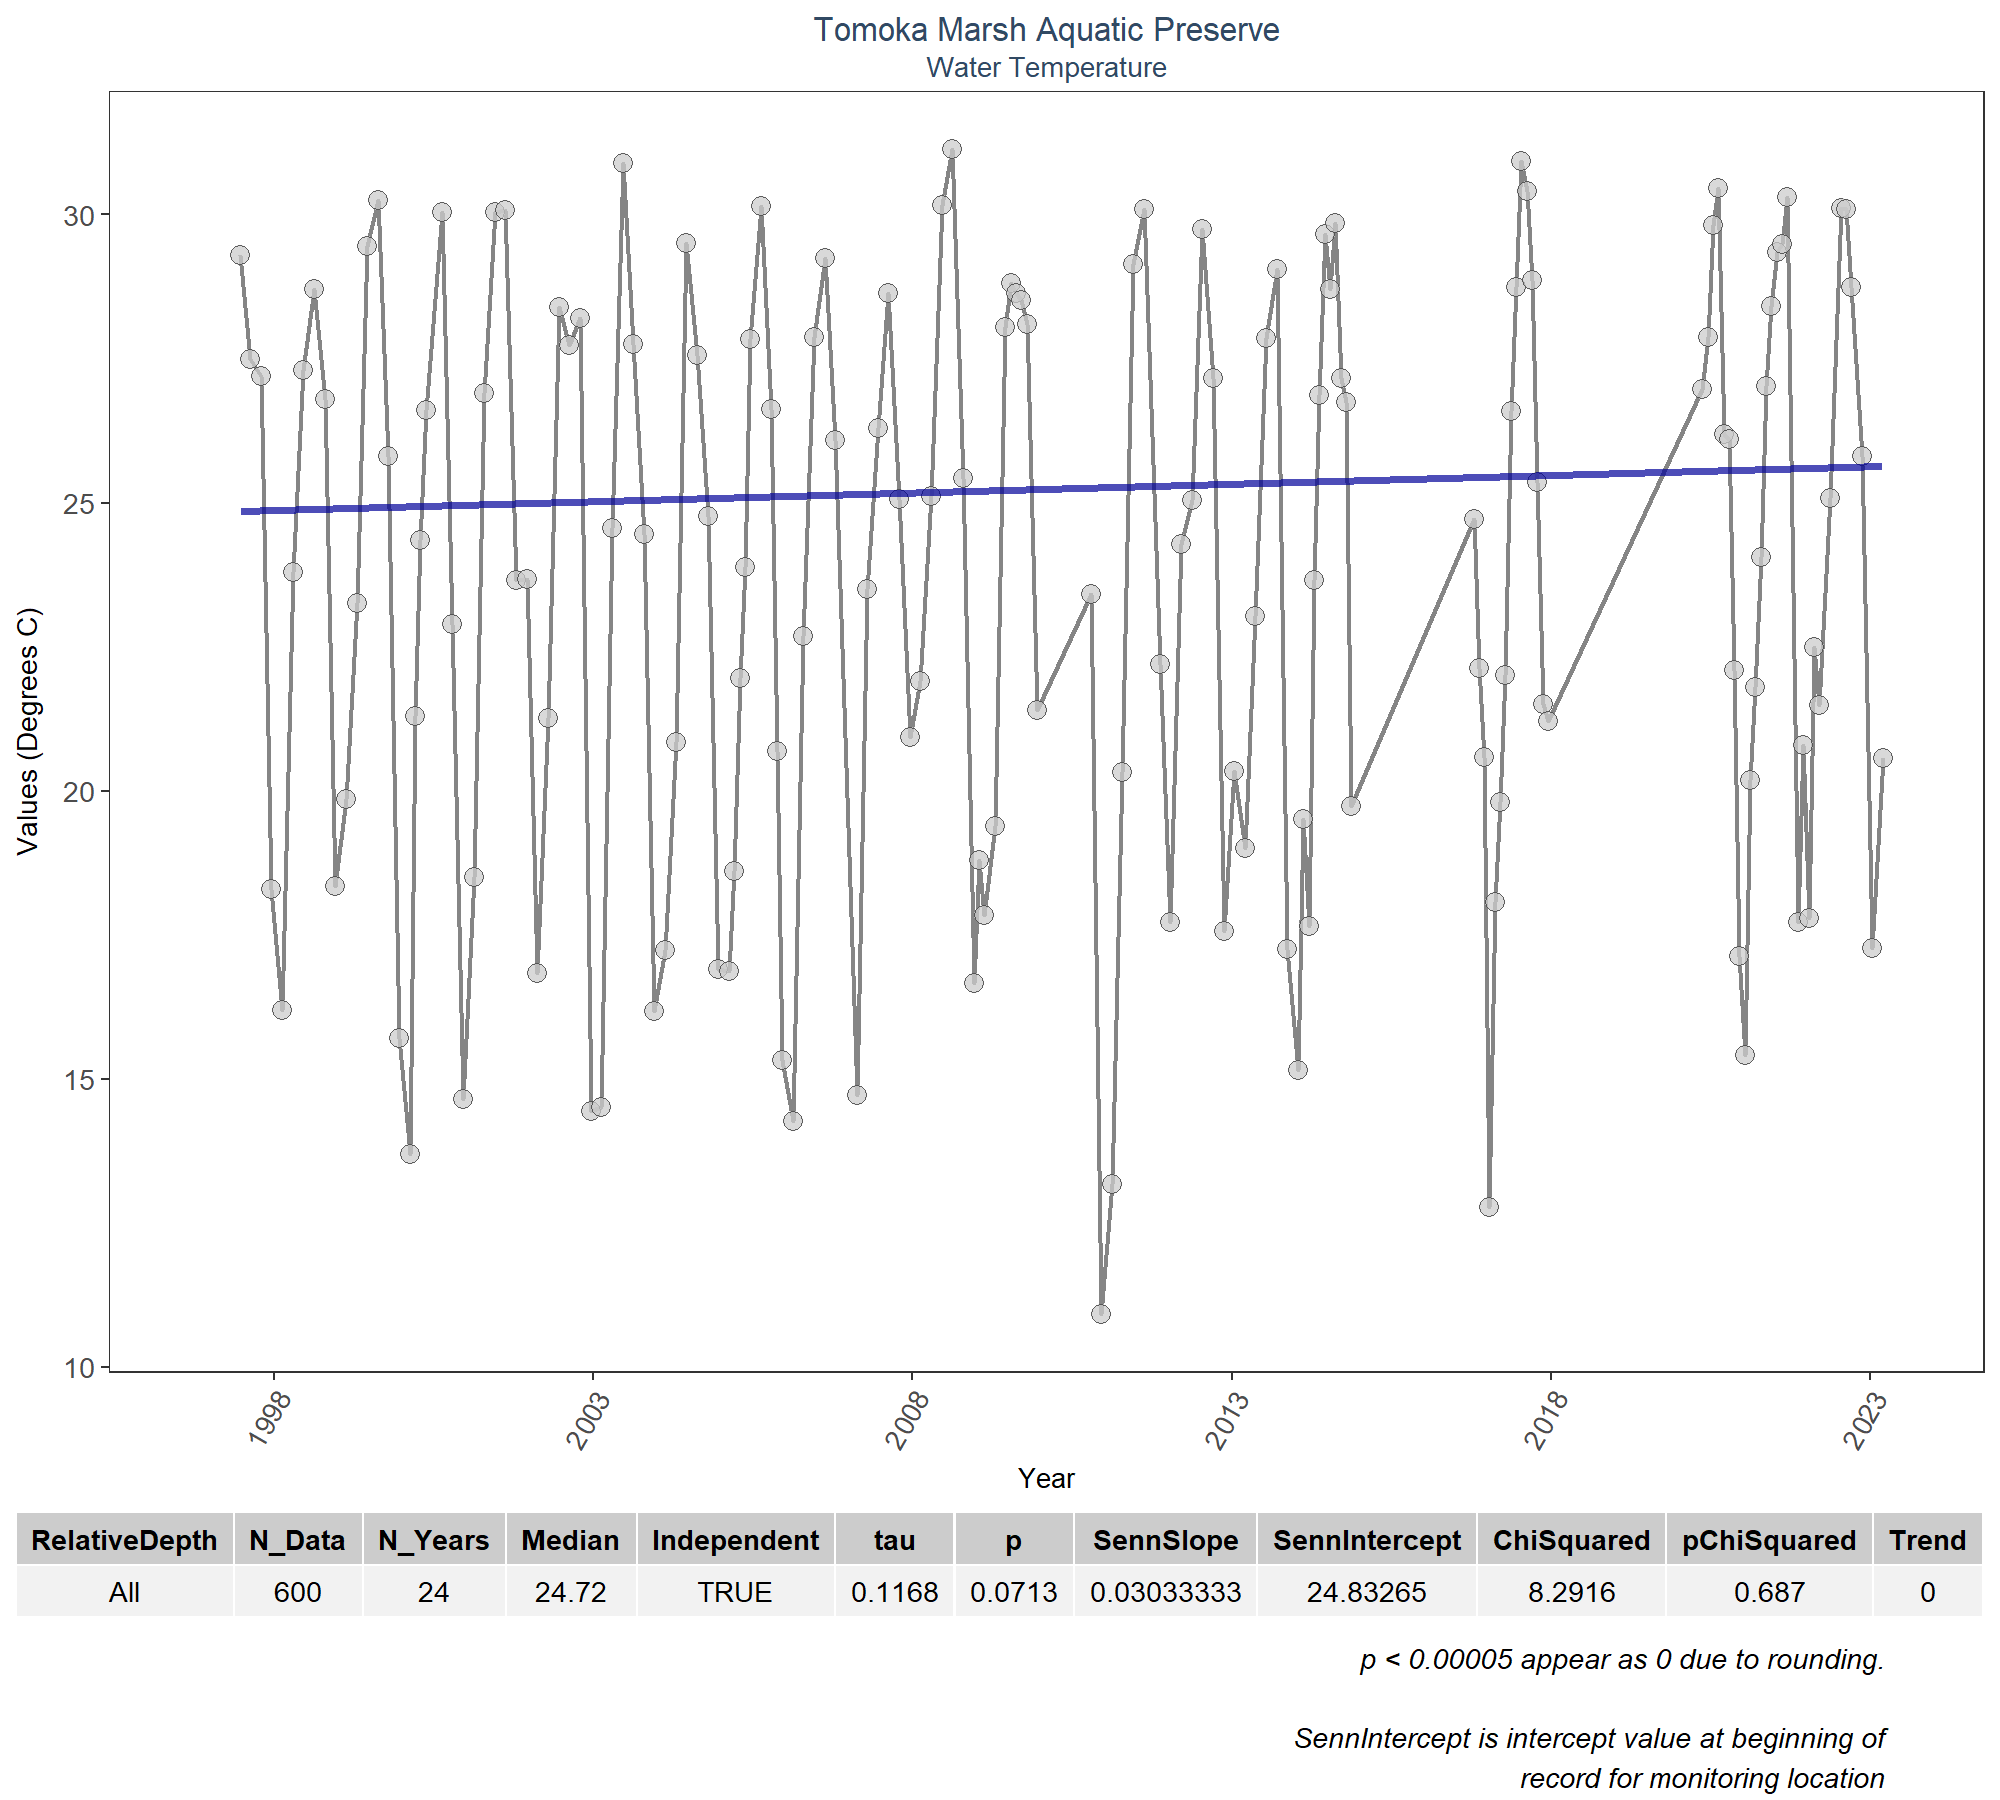 Tomoka Marsh Aquatic Preserve
Water Temperature
Values (Degrees C)
30
25
20
15
10
1998
2003
2008
2013
2018
2023
Year
RelativeDepth N_Data N_Years Median Independent tau p SennSlope SennIntercept ChiSquared pChiSquared Trend
All 600 24 24.72 TRUE 0.1168 0.0713 0.03033333 24.83265 8.2916 0.687 0
p < 0.00005 appear as 0 due to rounding.
SennIntercept is intercept value at beginning of
record for monitoring location